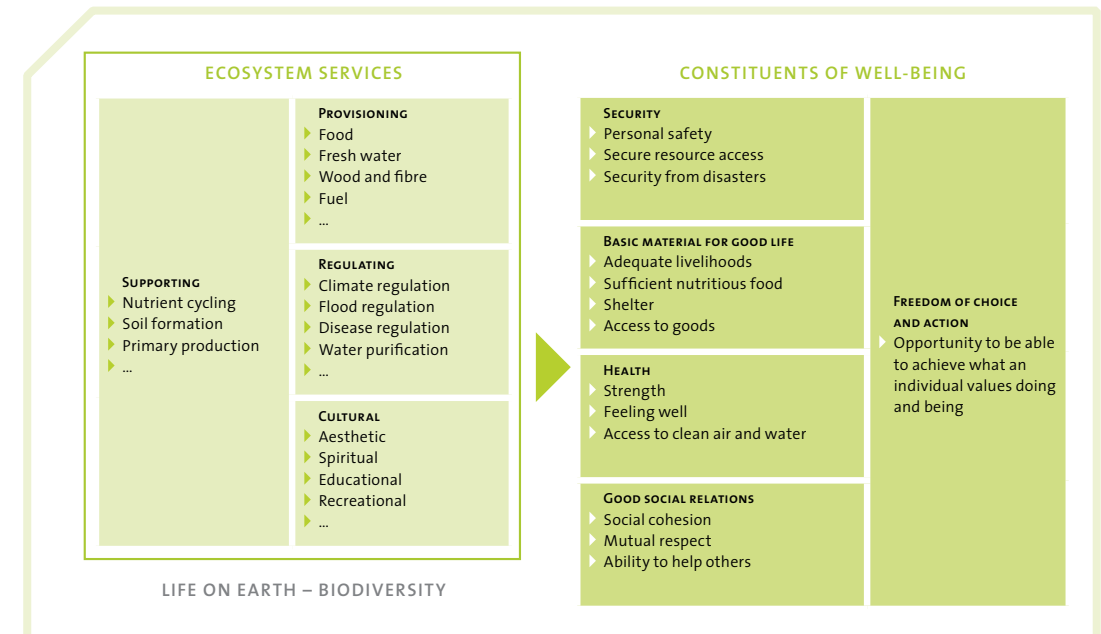 ECOSYSTEM SERVICES
SUPPORTING
Nutrient cycling
Soil formation
Primary production
...
PROVISIONING
Food
Fresh water
Wood and fibre
Fuel
...
REGULATING
Climate regulation
Flood regulation
Disease regulation
Water purification
...
CULTURAL
Aesthetic
Spiritual
Educational
Recreational
...
LIFE ON EARTH – BIODIVERSITY
CONSTITUENTS OF WELL-BEING
SECURITY
Personal safety
Secure resource access
Security from disasters
BASIC MATERIAL FOR GOOD LIFE
Adequate livelihoods
Sufficient nutritious food
Shelter
Access to goods
HEALTH
Strength
Feeling well
Access to clean air and water
GOOD SOCIAL RELATIONS
Social cohesion
Mutual respect
Ability to help others
FREEDOM OF CHOICE
AND ACTION
Opportunity to be able
to achieve what an
individual values doing
and being